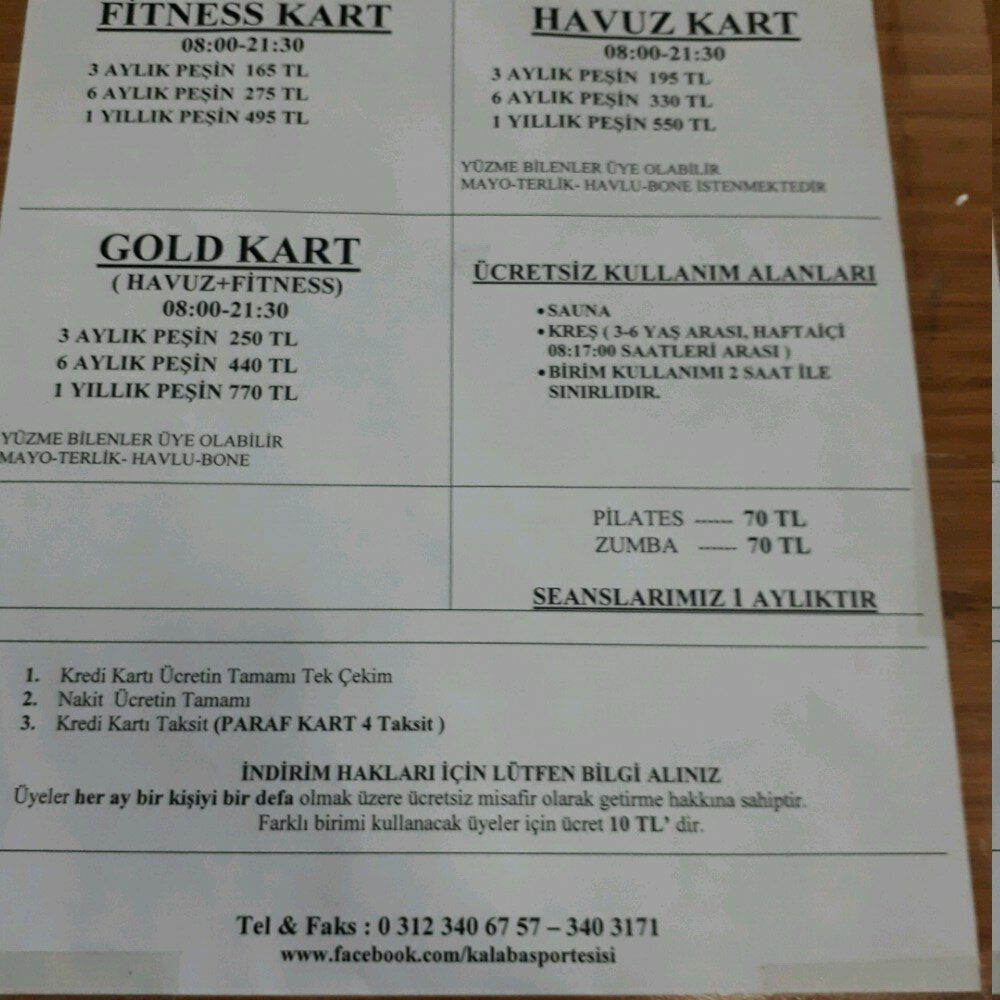 FİTNESS KART
08:00-21:30
3 AYLIK PEŞİN 165 TL
6 AYLIK PEŞİN 275 TL
1 YILLIK PEŞİN 495 TL
HAVUZ KART
08:00-21:30
3 AYLIK PEŞİN 195 TL
6 AYLIK PEŞİN 330 TL
1 YILLIK PEŞİN 550 TL
YÜZME BİLENLER ÜYE OLABİLİR
MAYO-TERLİK- HAVLU-BONE İSTENMEKTEDİR
GOLD KART
( HAVUZ+FİTNESS)
08:00-21:30
3 AYLIK PEŞİN 250 TL
6 AYLIK PEŞİN 440 TL
1 YILLIK PEŞİN 770 TL
YÜZME BİLENLER ÜYE OLABİLİR
MAYO-TERLİK- HAVLU-BONE
ÜCRETSİZ KULLANIM ALANLARI
•SAUNA
•KREŞ ( 3-6 YAŞ ARASI, HAFTAİÇİ
08:17:00 SAATLERİ ARASI )
•BİRİM KULLANIMI 2 SAAT İLE
SINIRLIDIR.
PİLATES ------ 70 TL
ZUMBA ------ 70 TL
SEANSLARIMIZ 1 AYLIKTIR
1. Kredi Kartı Ücretin Tamamı Tek Çekim
2. Nakit Ücretin Tamamı
3. Kredi Kartı Taksit (PARAF KART 4 Taksit )
İNDİRİM HAKLARI İÇİN LÜTFEN BİLGİ ALINIZ
Üyeler her ay bir kişiyi bir defa olmak üzere ücretsiz misafir olarak getirme hakkına sahiptir.
Farklı birimi kullanacak üyeler için ücret 10 TL' dir.
Tel & Faks : 0 312 340 67 57 – 340 3171
www.facebook.com/kalabasportesisi